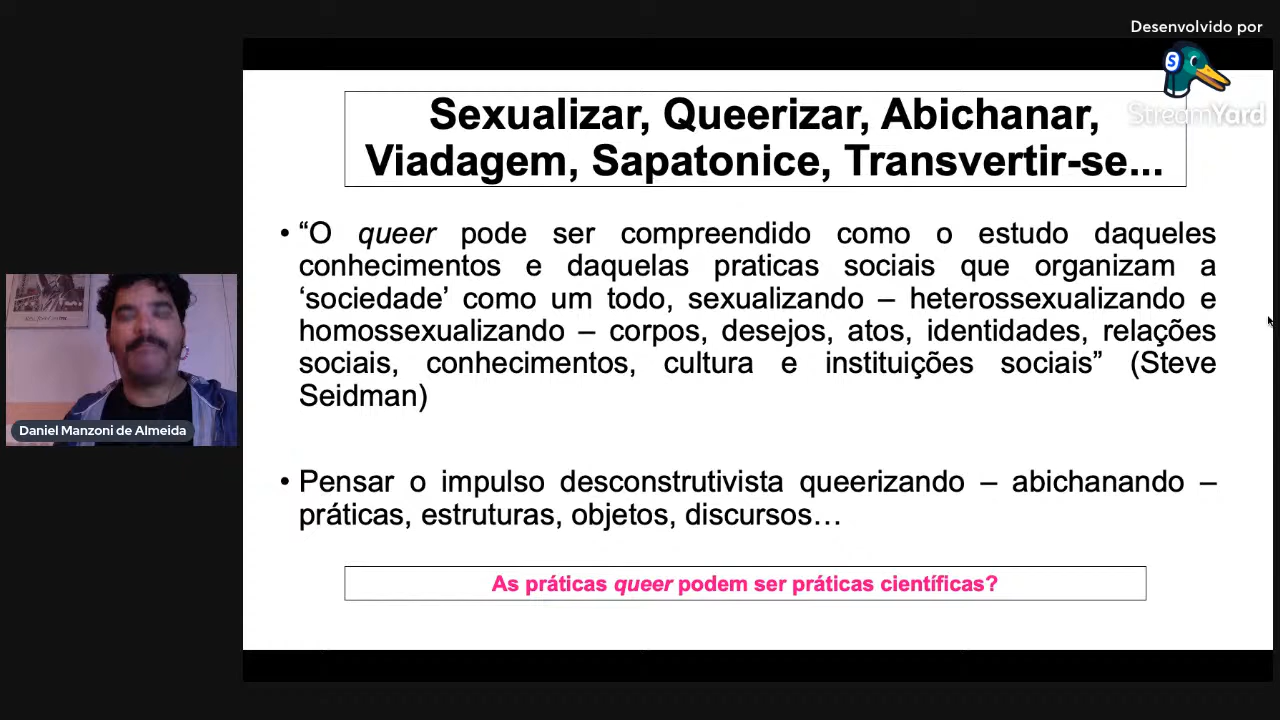 Desenvolvido por
StreamYard
Sexualizar, Queerizar, Abichanar,
Viadagem, Sapatonice, Transvertir-se...
• “O queer pode ser compreendido como o estudo daqueles
conhecimentos e daquelas praticas sociais que organizam a
‘sociedade’ como um todo, sexualizando – heterossexualizando e
homossexualizando – corpos, desejos, atos, identidades, relações
sociais, conhecimentos, cultura e instituições sociais” (Steve
Seidman)
• Pensar o impulso desconstrutivista queerizando – abichanando –
práticas, estruturas, objetos, discursos…
As práticas queer podem ser práticas científicas?
Daniel Manzoni de Almeida